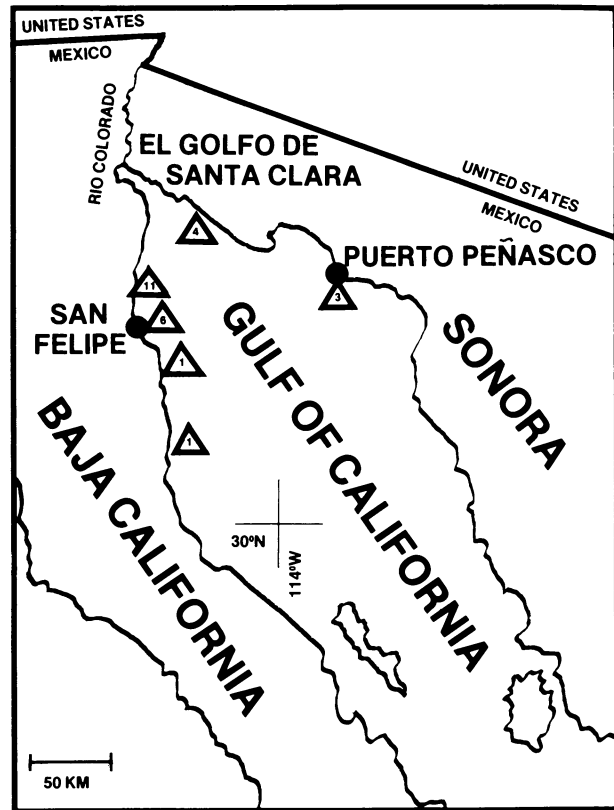 UNITED STATES
MEXICO
RIO COLORADO
EL GOLFO DE
SANTA CLARA
UNITED STATES
MEXICO
4
PUERTO PEÑASCO
11
3
SAN
FELIPE
6
1
1
GULF OF CALIFORNIA
SONORA
BAJA CALIFORNIA
30ºN
114ºW
50 KM